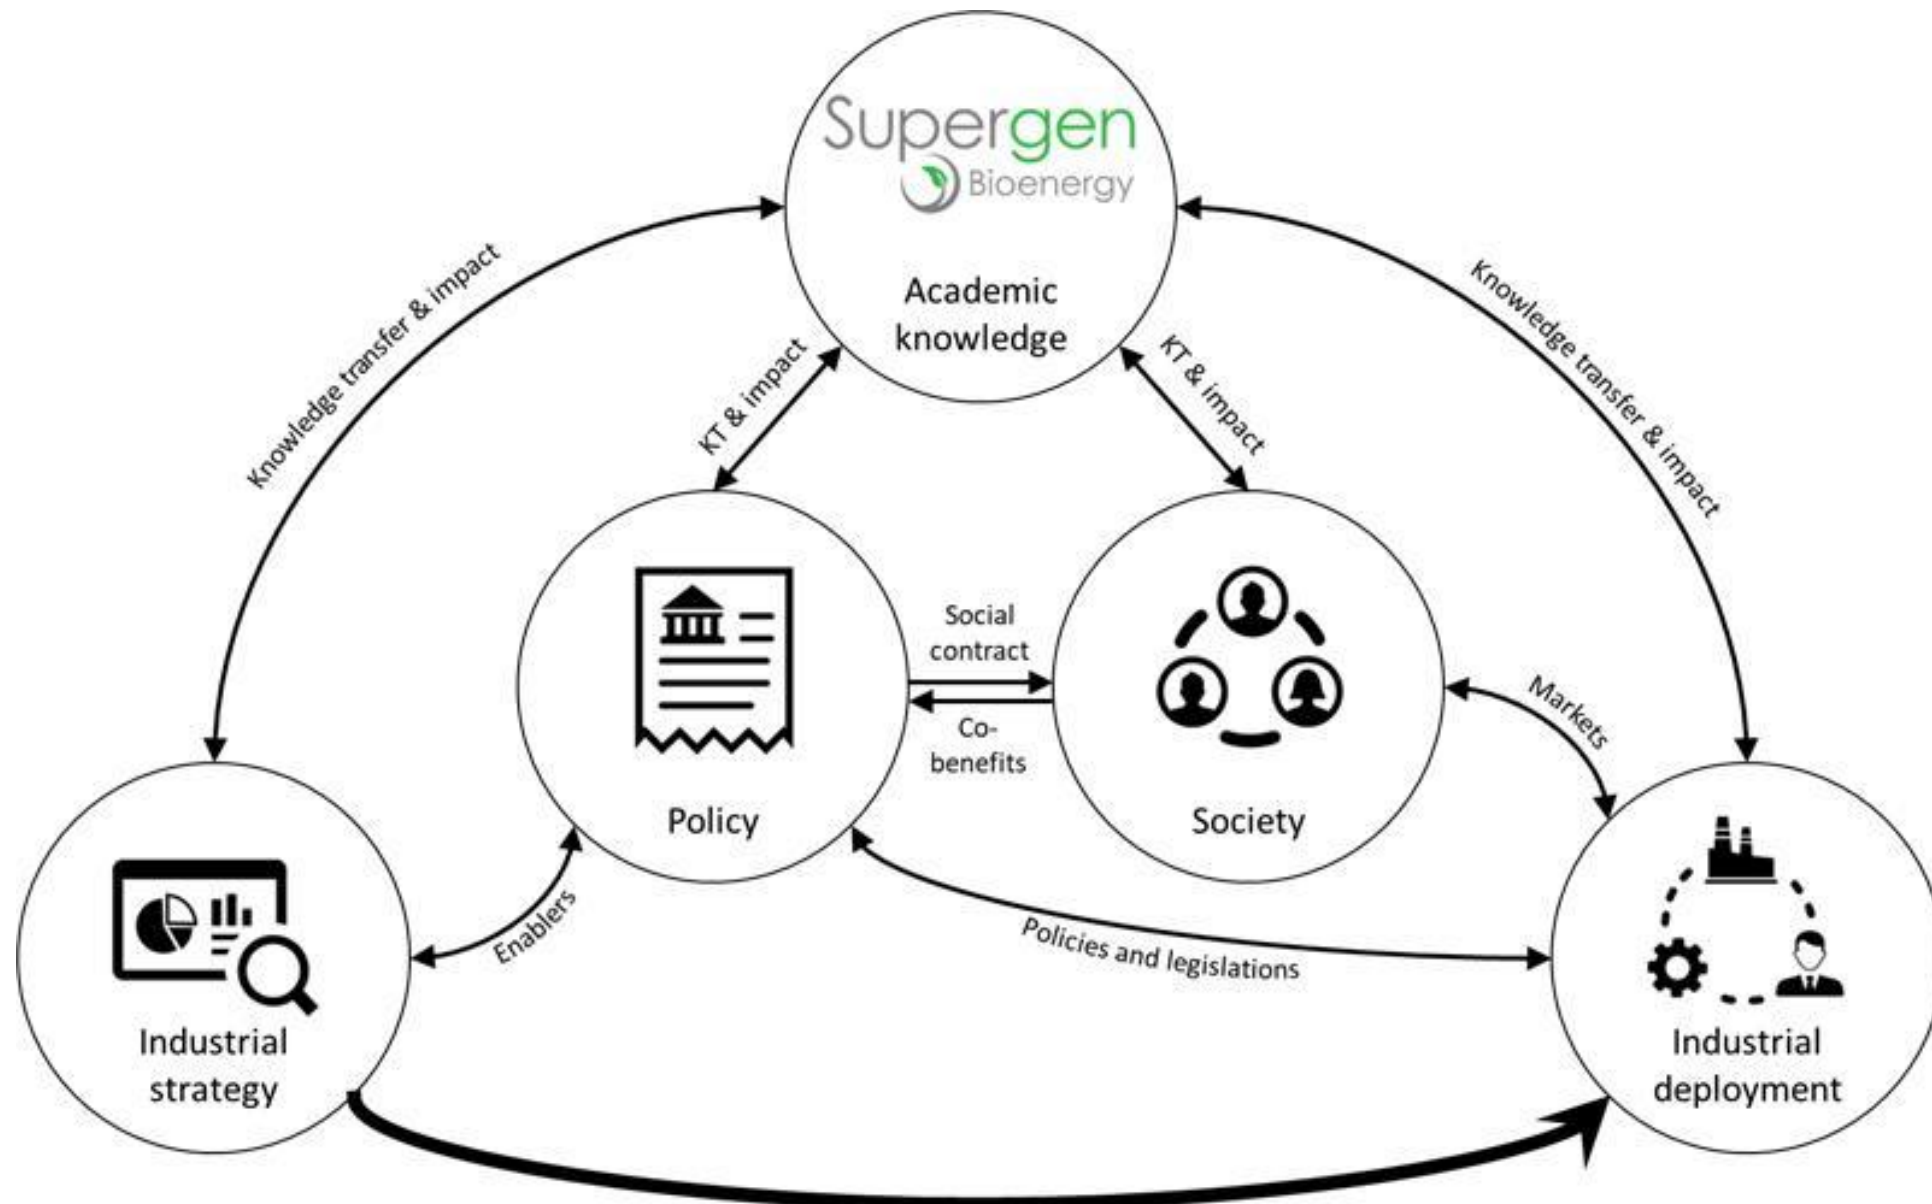 Supergen
Bioenergy
Academic
knowledge
Knowledge transfer & impact
KT & impact
KT & impact
Knowledge transfer & impact
Social
contract
Co-
benefits
Policy
Society
Markets
Enablers
Policies and legislations
Industrial
strategy
Industrial
deployment